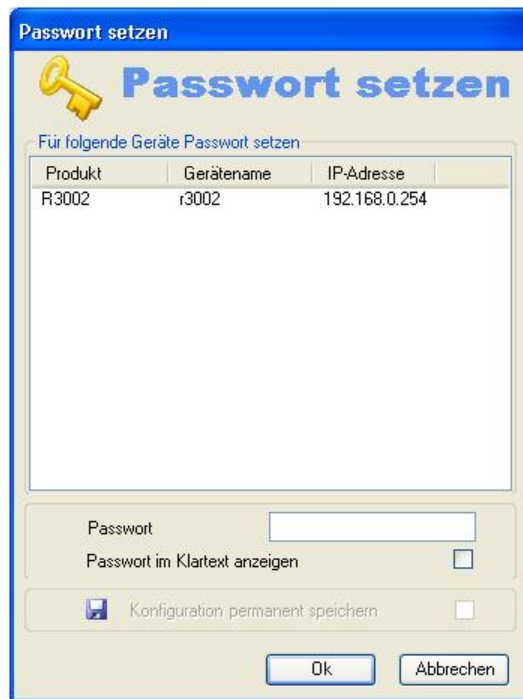 Passwort setzen
Passwort setzen
Für folgende Geräte Passwort setzen
Produkt Gerätename IP-Adresse
R3002 r3002 192.168.0.254
Passwort
Passwort im Klartext anzeigen
Konfiguration permanent speichern
Ok Abbrechen